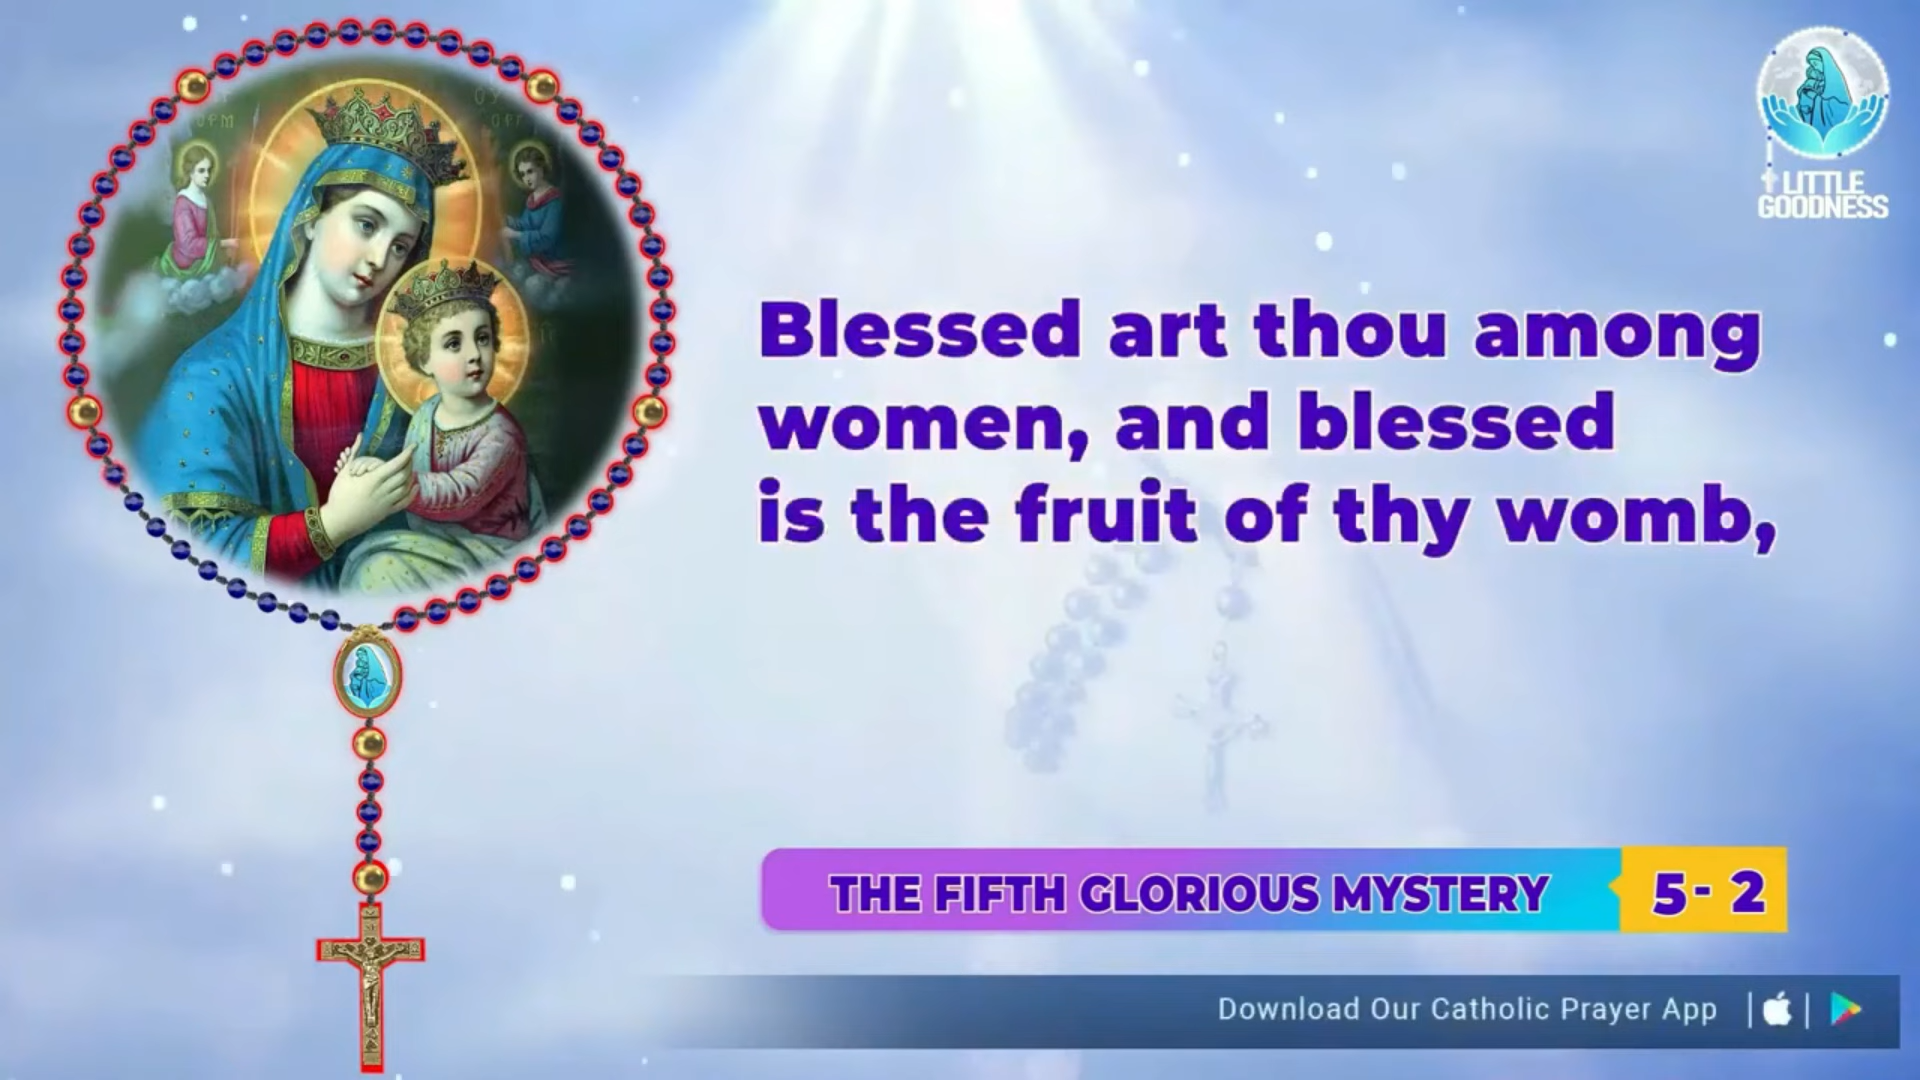 LITTLE
GOODNESS
Blessed art thou among
women, and blessed
is the fruit of thy womb,
THE FIFTH GLORIOUS MYSTERY 5- 2
Download Our Catholic Prayer App